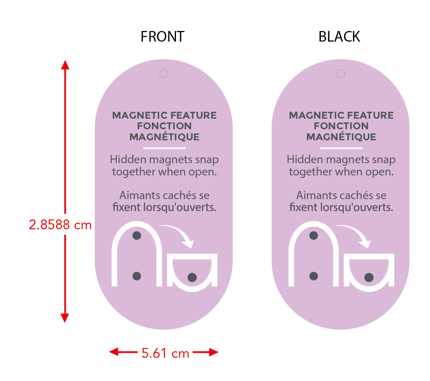 FRONT
BLACK
MAGNETIC FEATURE
FONCTION
MAGNÉTIQUE
Hidden magnets snap
together when open.
Aimants cachés se
fixent lorsqu'ouverts.
MAGNETIC FEATURE
FONCTION
MAGNÉTIQUE
Hidden magnets snap
together when open.
Aimants cachés se
fixent lorsqu'ouverts.
2.8588 cm
5.61 cm